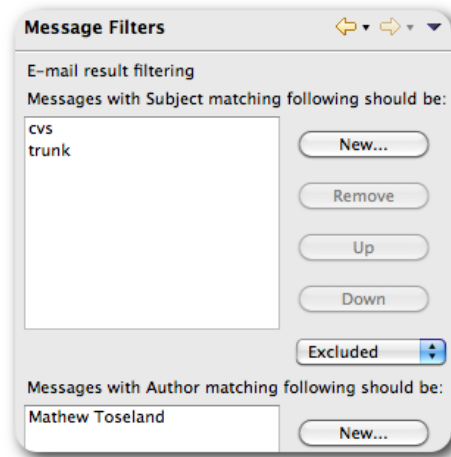 Message Filters
E-mail result filtering
Messages with Subject matching following should be:
cvs
trunk
New...
Remove
Up
Down
Excluded
Messages with Author matching following should be:
Mathew Toseland
New...